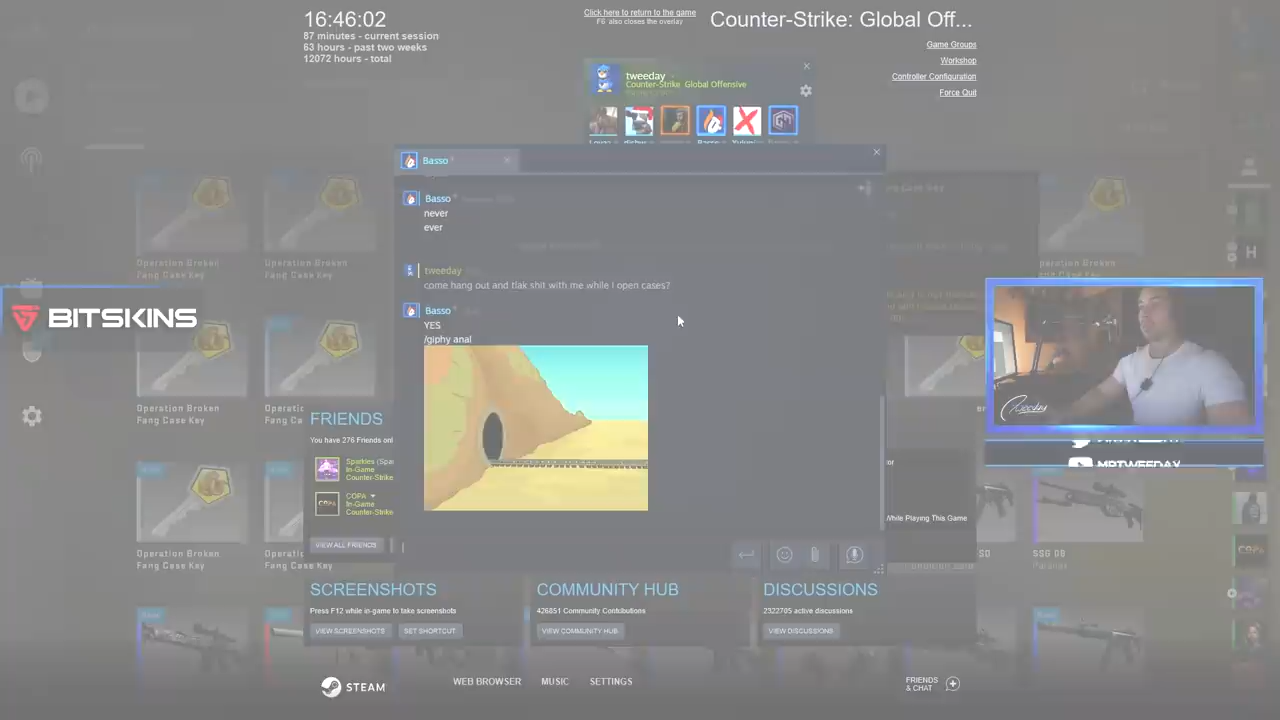 16:46:02
87 minutes - current session
63 hours - past two weeks
12072 hours - total
Click here to return to the game
F6 also closes the overlay
Counter-Strike: Global Off...
Game Groups
Workshop
Controller Configuration
Force Quit
tweeday
Counter-Strike: Global Offensive
Basso
Basso
never
ever
tweeday
come hang out and tlak shit with me while I open cases?
Basso
YES
/giphy anal
BITSKINS
Operation Broken
Fang Case Key
Operation Broken
Fang Case Key
Operation Broken
Operation Broken
Fang Case Key
Operation Broken
Fang Case Key
Operation Broken
Fang Case Key
FRIENDS
You have 276 Friends onl
Sparkles (Spa
In-Game
Counter-Strike
COPA
In-Game
Counter-Strike
VIEW ALL FRIENDS
While Playing This Game
SSG 08
MRTWEEDAY
SCREENSHOTS
Press F12 while in-game to take screenshots
VIEW SCREENSHOTS
SET SHORTCUT
COMMUNITY HUB
426851 Community Contributions
VIEW COMMUNITY HUB
DISCUSSIONS
2322705 active discussions
VIEW DISCUSSIONS
STEAM
WEB BROWSER
MUSIC
SETTINGS
FRIENDS
& CHAT